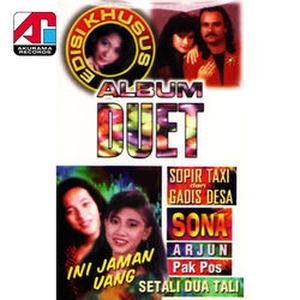 AKURAMA
RECORDS
EDISI KHUSUS
ALBUM
DUET
SOPIR TAXI
dan
GADIS DESA
SONA
ARJUN
Pak Pos
SETALI DUA TALI
INI JAMAN
UANG